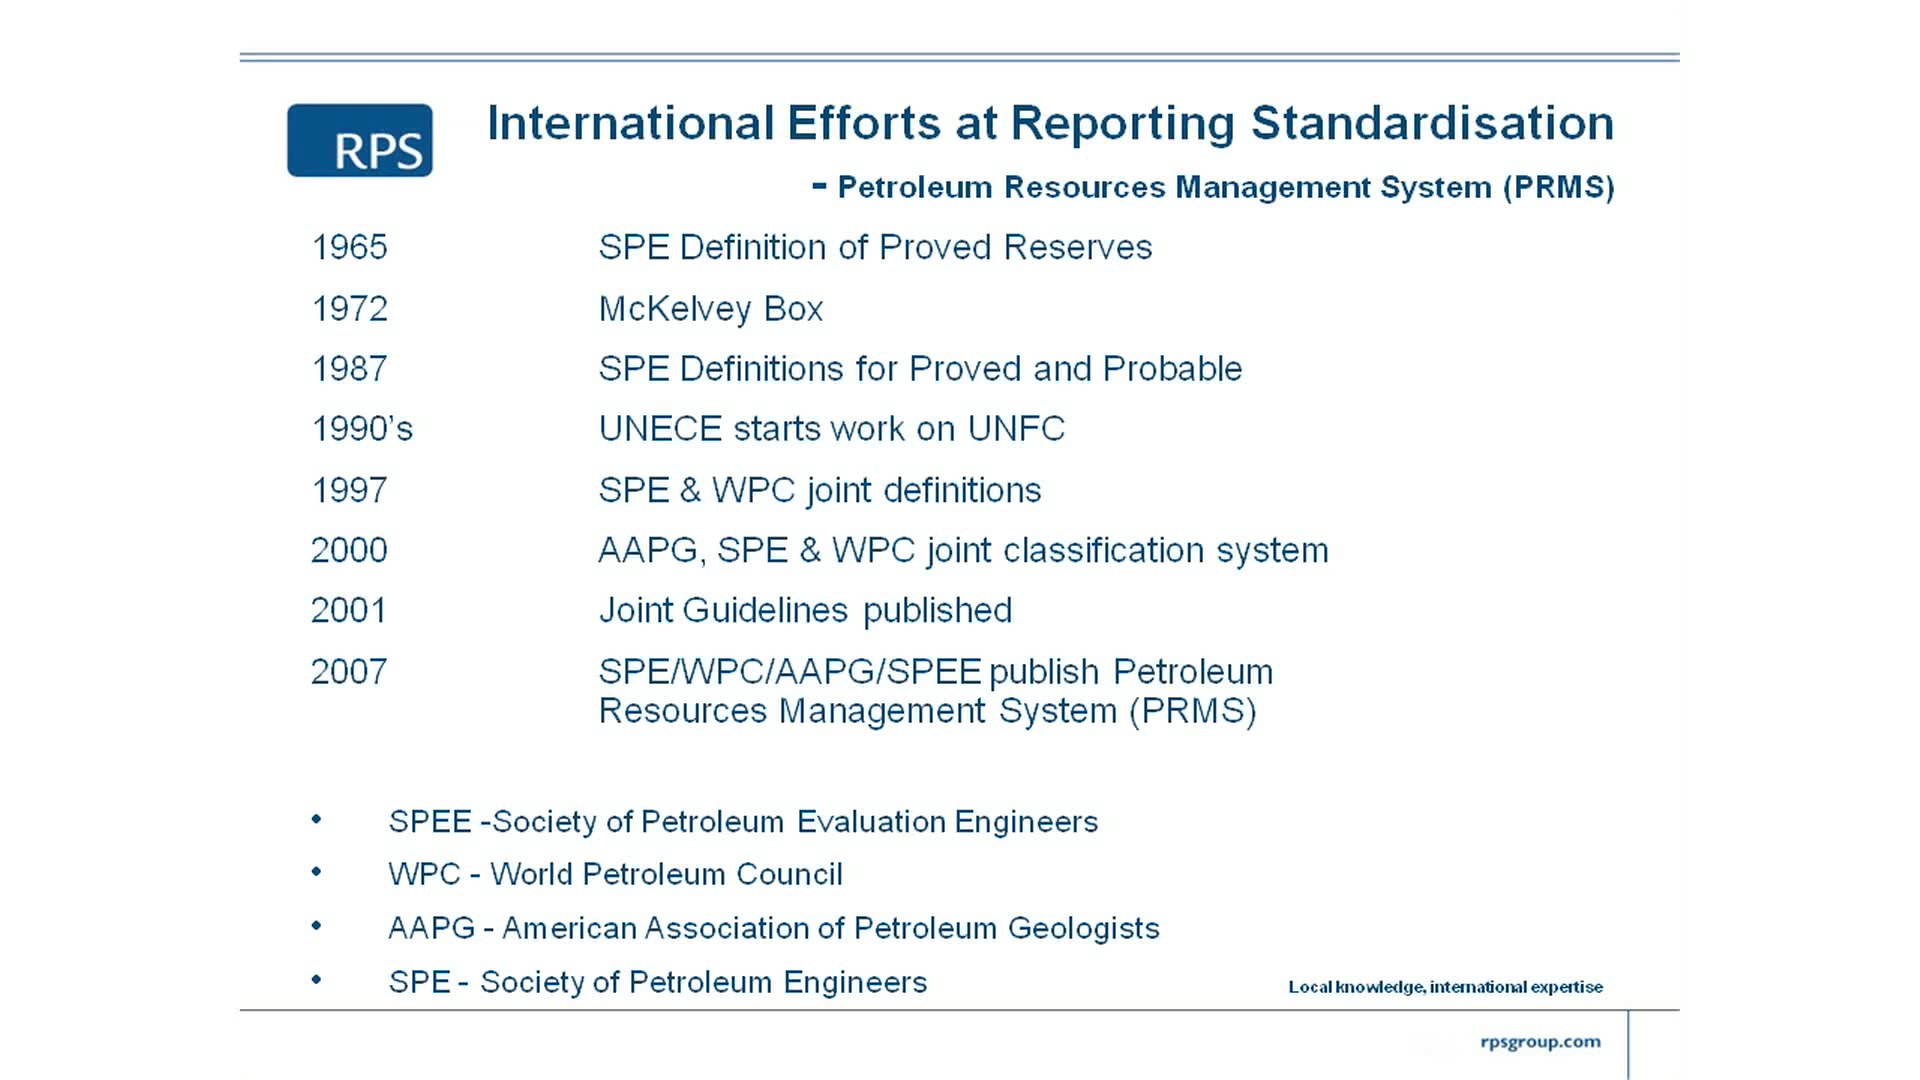 RPS
International Efforts at Reporting Standardisation
- Petroleum Resources Management System (PRMS)
1965 SPE Definition of Proved Reserves
1972 McKelvey Box
1987 SPE Definitions for Proved and Probable
1990's UNECE starts work on UNFC
1997 SPE & WPC joint definitions
2000 AAPG, SPE & WPC joint classification system
2001 Joint Guidelines published
2007 SPE/WPC/AAPG/SPEE publish Petroleum
Resources Management System (PRMS)
• SPEE -Society of Petroleum Evaluation Engineers
• WPC - World Petroleum Council
• AAPG - American Association of Petroleum Geologists
• SPE - Society of Petroleum Engineers
Local knowledge, international expertise
rpsgroup.com